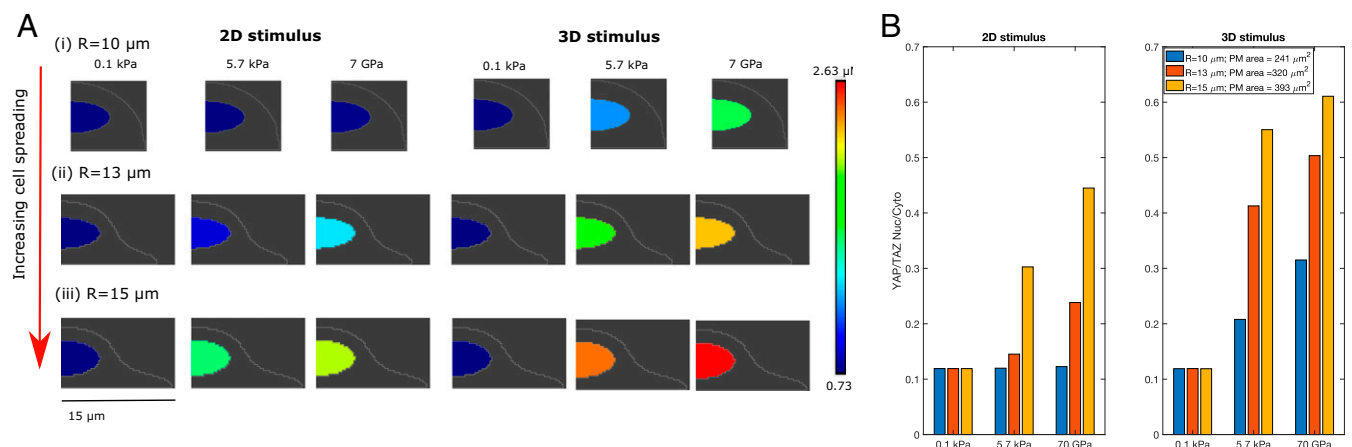 A
2D stimulus
3D stimulus
(i) R=10 µm
0.1 kPa
5.7 kPa
7 GPa
0.1 kPa
5.7 kPa
7 GPa
2.63 µM
Increasing cell spreading
(ii) R=13 µm
(iii) R=15 µm
0.73
15 µm
B
2D stimulus
YAP/TAZ Nuc/Cyto
0.7
0.6
0.5
0.4
0.3
0.2
0.1
0
0.1 kPa
5.7 kPa
70 GPa
3D stimulus
R=10 µm; PM area = 241 µm2
R=13 µm; PM area =320 µm2
R=15 µm; PM area = 393 µm2
0.7
0.6
0.5
0.4
0.3
0.2
0.1
0
0.1 kPa
5.7 kPa
70 GPa